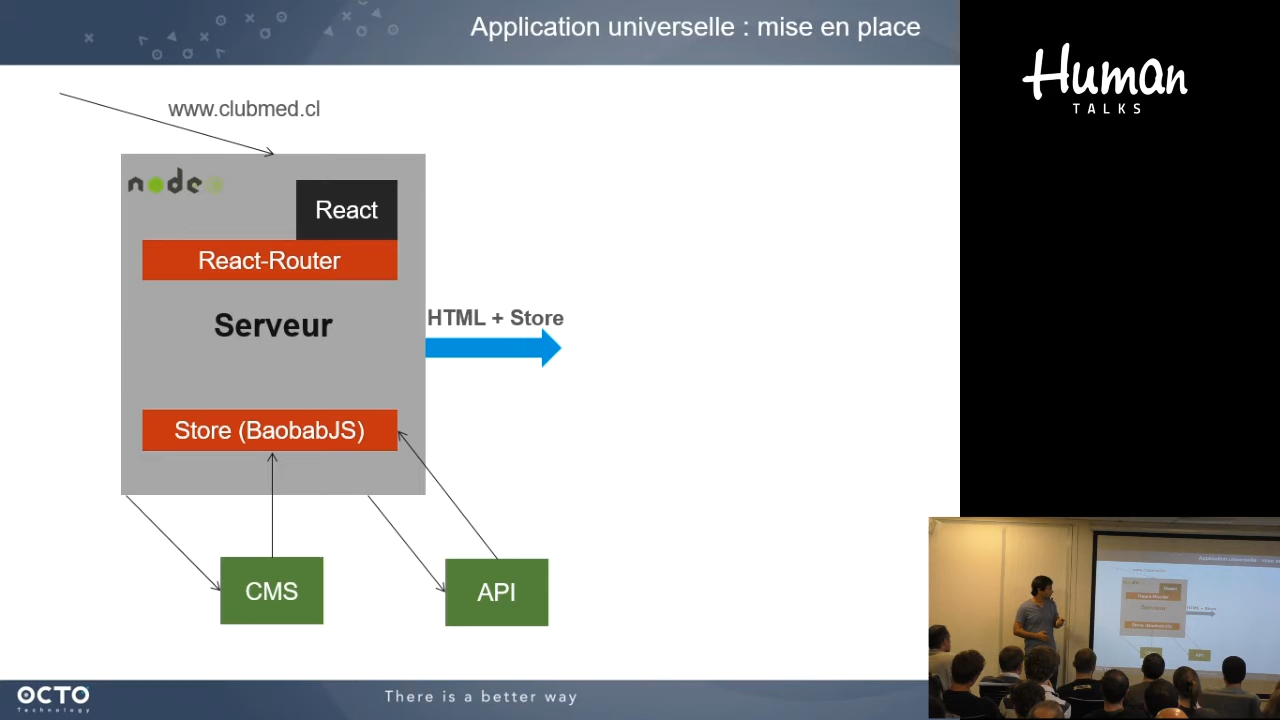 Application universelle : mise en place
Human
TALKS
www.clubmed.cl
node
React
React-Router
Serveur
HTML + Store
Store (BaobabJS)
CMS
API
OCTO
Technology
There is a better way